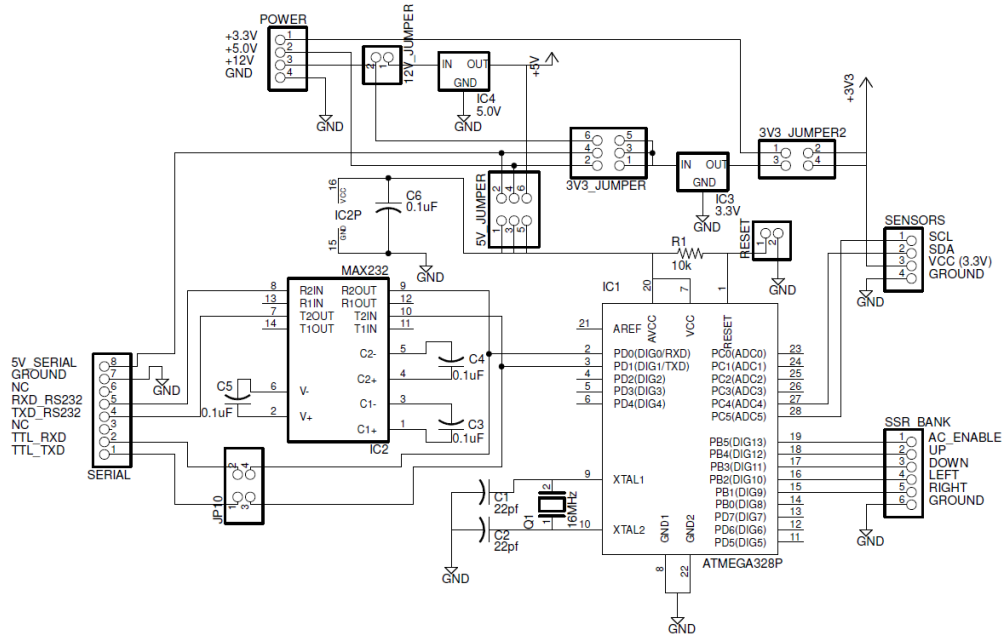 POWER
+3.3V 1
+5.0V 2
+12V 3
GND 4
GND
12V_JUMPER
2 1
IN OUT
GND
IC4
5.0V
GND
+5V
+3V3
6 5
4 3
2 1
3V3_JUMPER
IN OUT
GND
IC3
3.3V
GND
3V3_JUMPER2
1 2
3 4
2 4 6
1 3 5
5V_JUMPER
16 VCC
IC2P
15 GND
C6
0.1uF
GND
R1
10k
RESET
1 2
GND
SENSORS
1 SCL
2 SDA
3 VCC (3.3V)
4 GROUND
GND
MAX232
8 R2IN R2OUT 9
13 R1IN R1OUT 12
7 T2OUT T2IN 10
14 T1OUT T1IN 11
C2- 5
C2+ 4
6 V- C1- 3
2 V+ C1+ 1
IC2
C4
0.1uF
C3
0.1uF
C5
0.1uF
5V_SERIAL 8
GROUND 7
NC 6
RXD_RS232 5
TXD_RS232 4
NC 3
TTL_RXD 2
TTL_TXD 1
SERIAL
GND
2 4
1 3
JP10
IC1
20 7 1
AVCC VCC RESET
21 AREF
2 PD0(DIG0/RXD) PC0(ADC0) 23
3 PD1(DIG1/TXD) PC1(ADC1) 24
4 PD2(DIG2) PC2(ADC2) 25
5 PD3(DIG3) PC3(ADC3) 26
6 PD4(DIG4) PC4(ADC4) 27
PC5(ADC5) 28
PB5(DIG13) 19
PB4(DIG12) 18
PB3(DIG11) 17
9 XTAL1 PB2(DIG10) 16
PB1(DIG9) 15
PB0(DIG8) 14
PD7(DIG7) 13
10 XTAL2 PD6(DIG6) 12
PD5(DIG5) 11
GND1 GND2
8 22
ATMEGA328P
GND
C1
22pf
C2
22pf
GND
2
1
Q1
16MHz
SSR_BANK
1 AC_ENABLE
2 UP
3 DOWN
4 LEFT
5 RIGHT
6 GROUND
GND